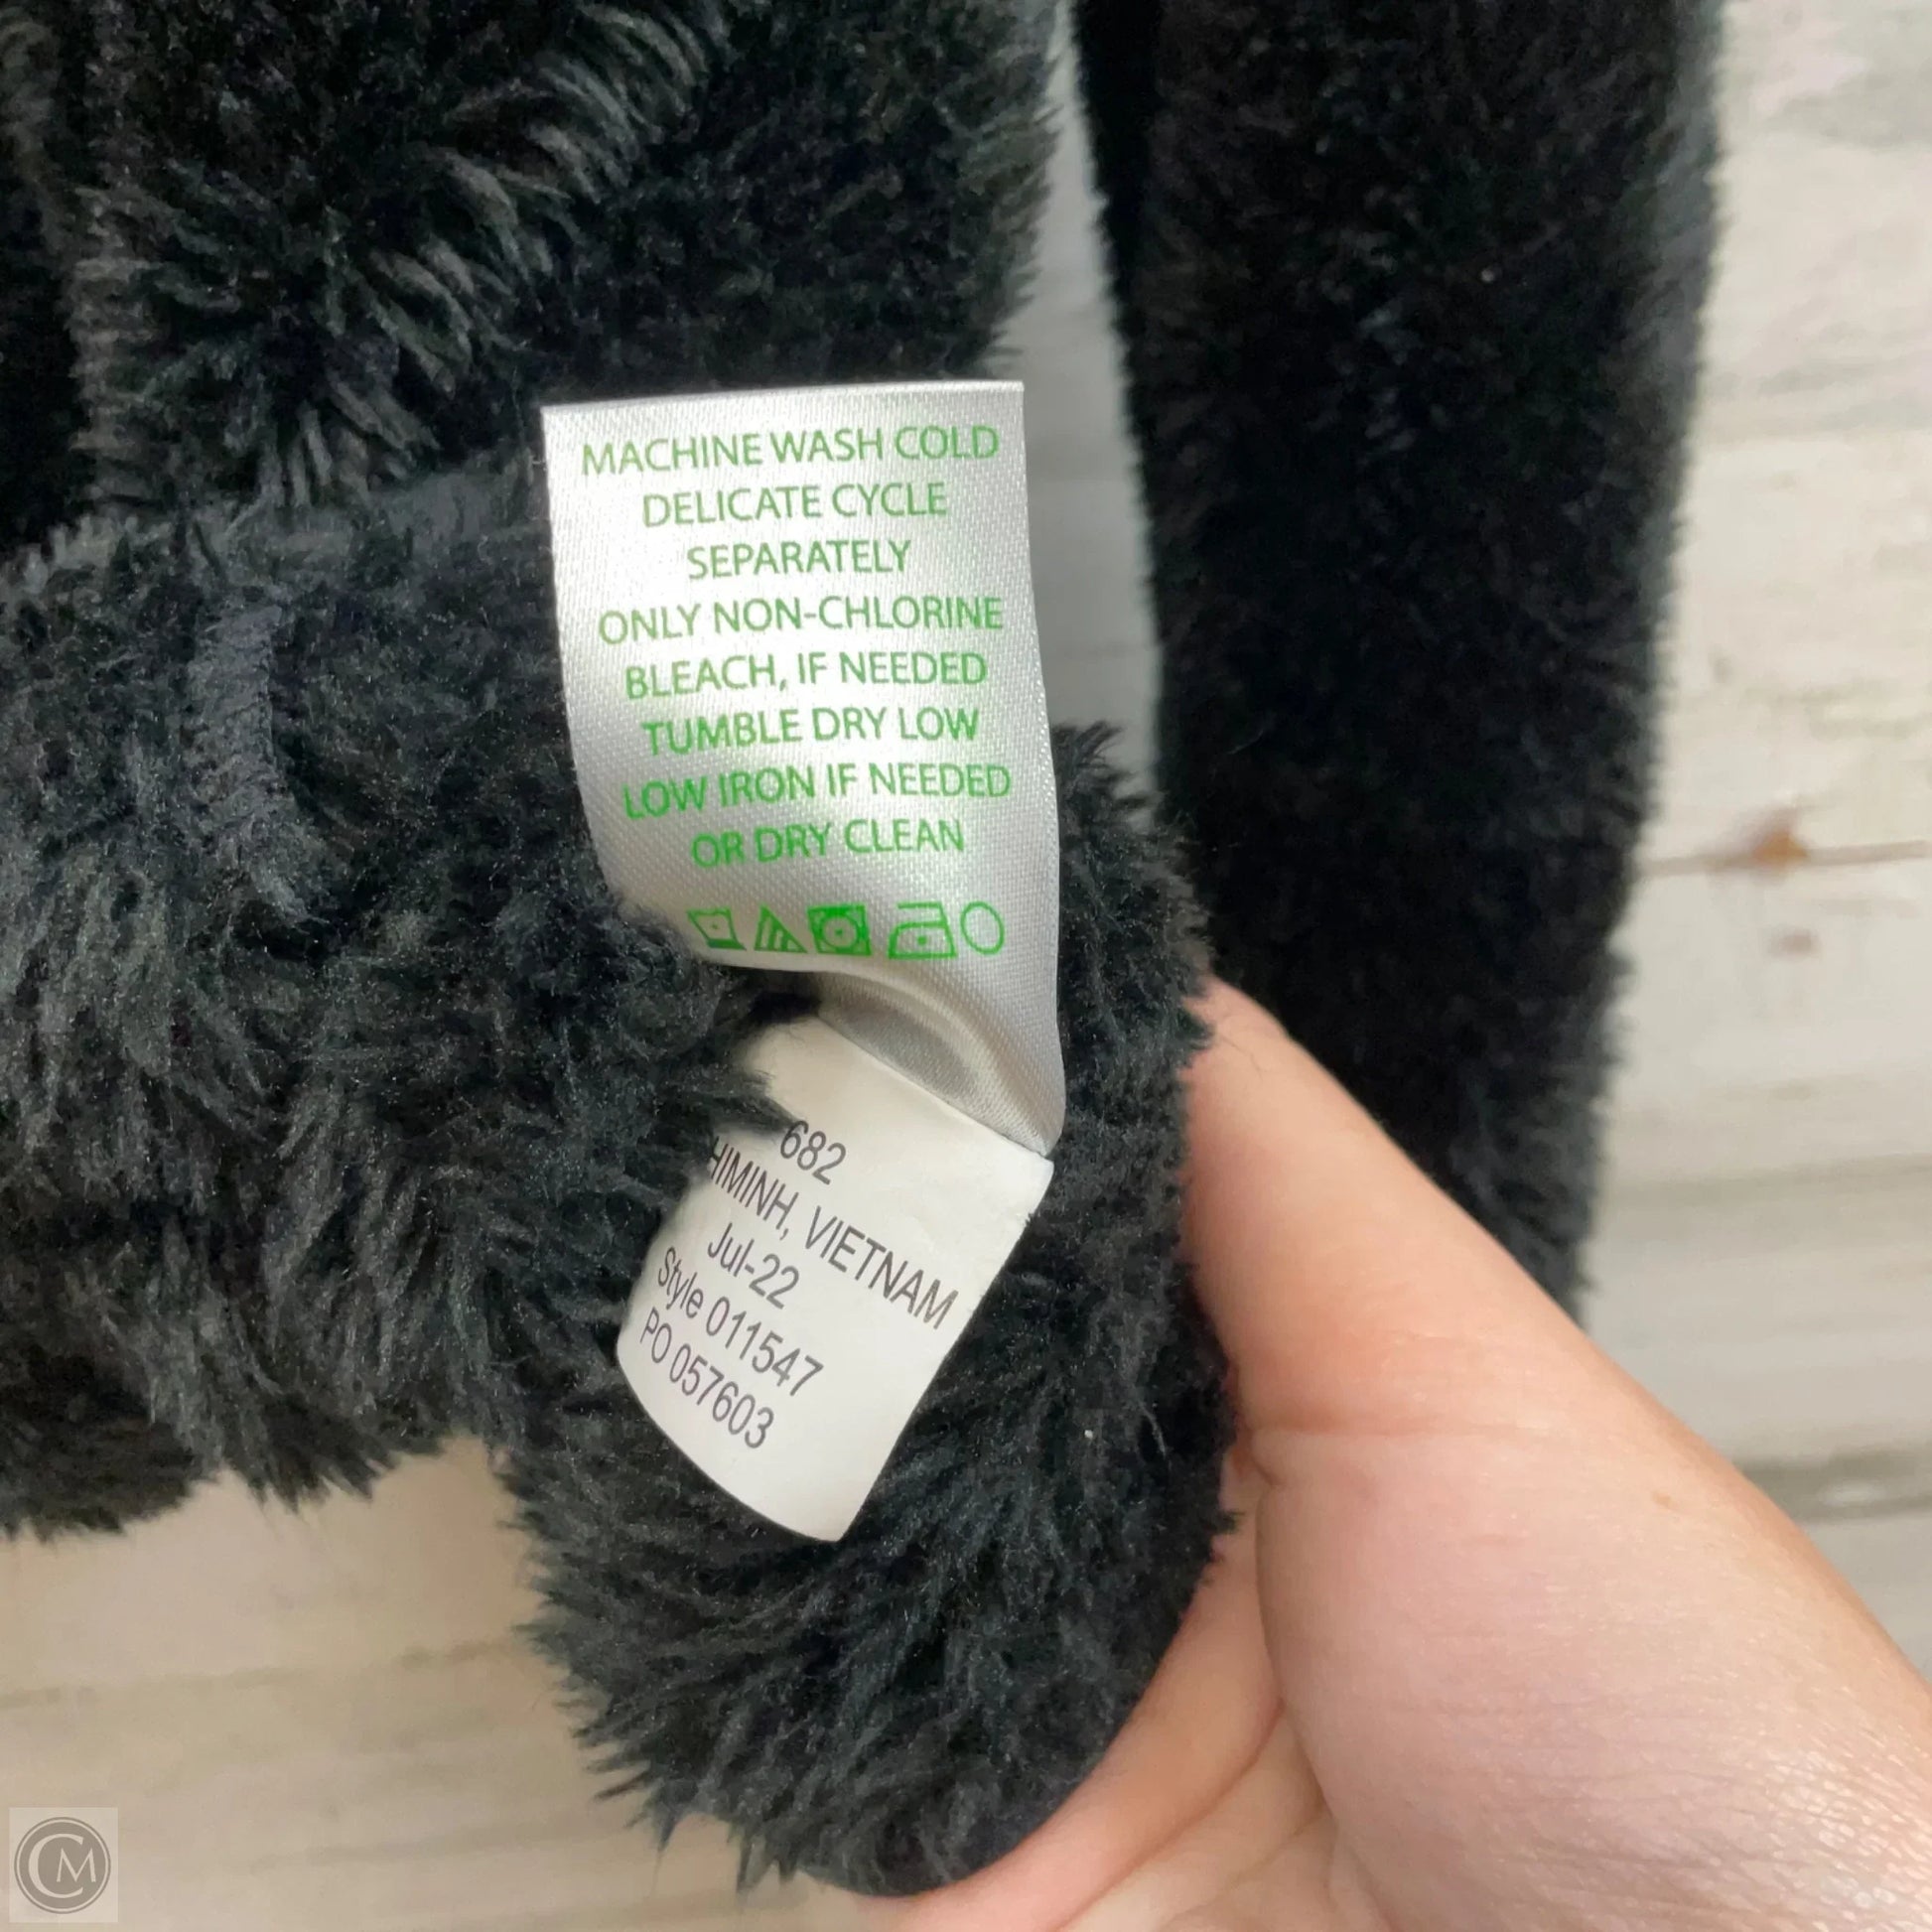 MACHINE WASH COLD
DELICATE CYCLE
SEPARATELY
ONLY NON-CHLORINE
BLEACH, IF NEEDED
TUMBLE DRY LOW
LOW IRON IF NEEDED
OR DRY CLEAN
682
HIMINH, VIETNAM
Jul-22
Style 011547
PO 057603
CM